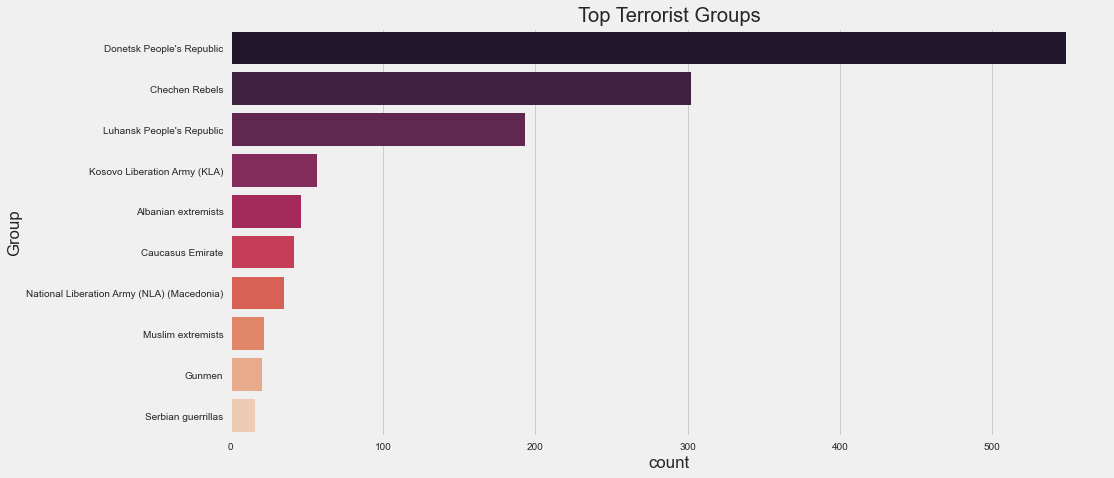 Top Terrorist Groups
Group
Donetsk People's Republic
Chechen Rebels
Luhansk People's Republic
Kosovo Liberation Army (KLA)
Albanian extremists
Caucasus Emirate
National Liberation Army (NLA) (Macedonia)
Muslim extremists
Gunmen
Serbian guerrillas
0 100 200 300 400 500
count